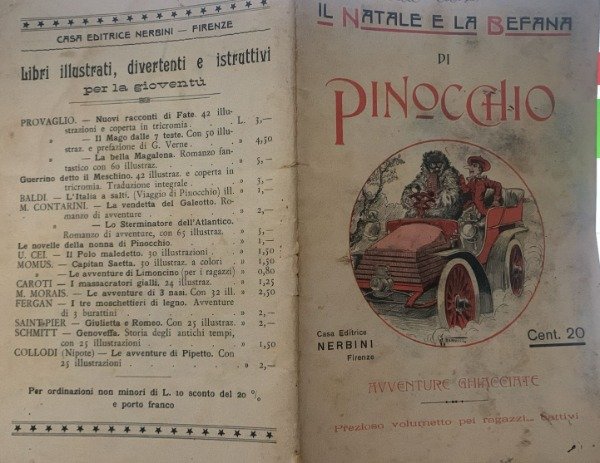 CASA EDITRICE NERBINI — FIRENZE
Libri illustrati, divertenti e istruttivi
per la gioventù
PROVAGLIO. — Nuovi racconti di Fate. 42 illu-
strazioni e coperta in tricromia . L. 3,—
» — Il Mago dalle 7 teste. Con 50 illu-
straz. e prefazione di G. Verne . » 4,50
» — La bella Magalona. Romanzo fan-
tastico con 60 illustraz. . . . » 5,—
Guerrino detto il Meschino. 42 illustraz. e coperta in
tricromia. Traduzione integrale . » 3,—
BALDI. — L'Italia a salti. (Viaggio di Pinocchio) ill. » 1,—
M. CONTARINI. — La vendetta del Galeotto. Ro-
manzo di avventure . . . . » 2,—
» — Lo Sterminatore dell'Atlantico.
Romanzo di avventure, con 65 illustraz. » 5,—
Le novelle della nonna di Pinocchio. . . . » 1,—
U. CEI. — Il Polo maledetto. 30 illustrazioni . » 1,50
MOMUS. — Capitan Saetta. 30 illustraz. a colori . » 1,50
» — Le avventure di Limoncino (per i ragazzi) » 0,80
CAROTI — I massacratori gialli. 24 illustraz. » 1,25
M. MORAIS. — Le avventure di 3 nasi. Con 32 ill. » 2,50
FERGAN — I tre moschettieri di legno. Avventure
di 3 burattini . . . . » 2,—
SAINT-PIER — Giulietta e Romeo. Con 25 illustraz. » 2,—
SCHMITT — Genoveffa. Storia degli antichi tempi,
con 25 illustrazioni . . . » 1,50
COLLODI (Nipote) — Le avventure di Pipetto. Con
25 illustrazioni . . . . » 2,—
Per ordinazioni non minori di L. 10 sconto del 20 %
e porto franco
IL NATALE E LA BEFANA
DI
PINOCCHIO
Casa Editrice
NERBINI
Firenze
Cent. 20
AVVENTURE GHIACCIATE
Prezioso volumetto pei ragazzi... cattivi